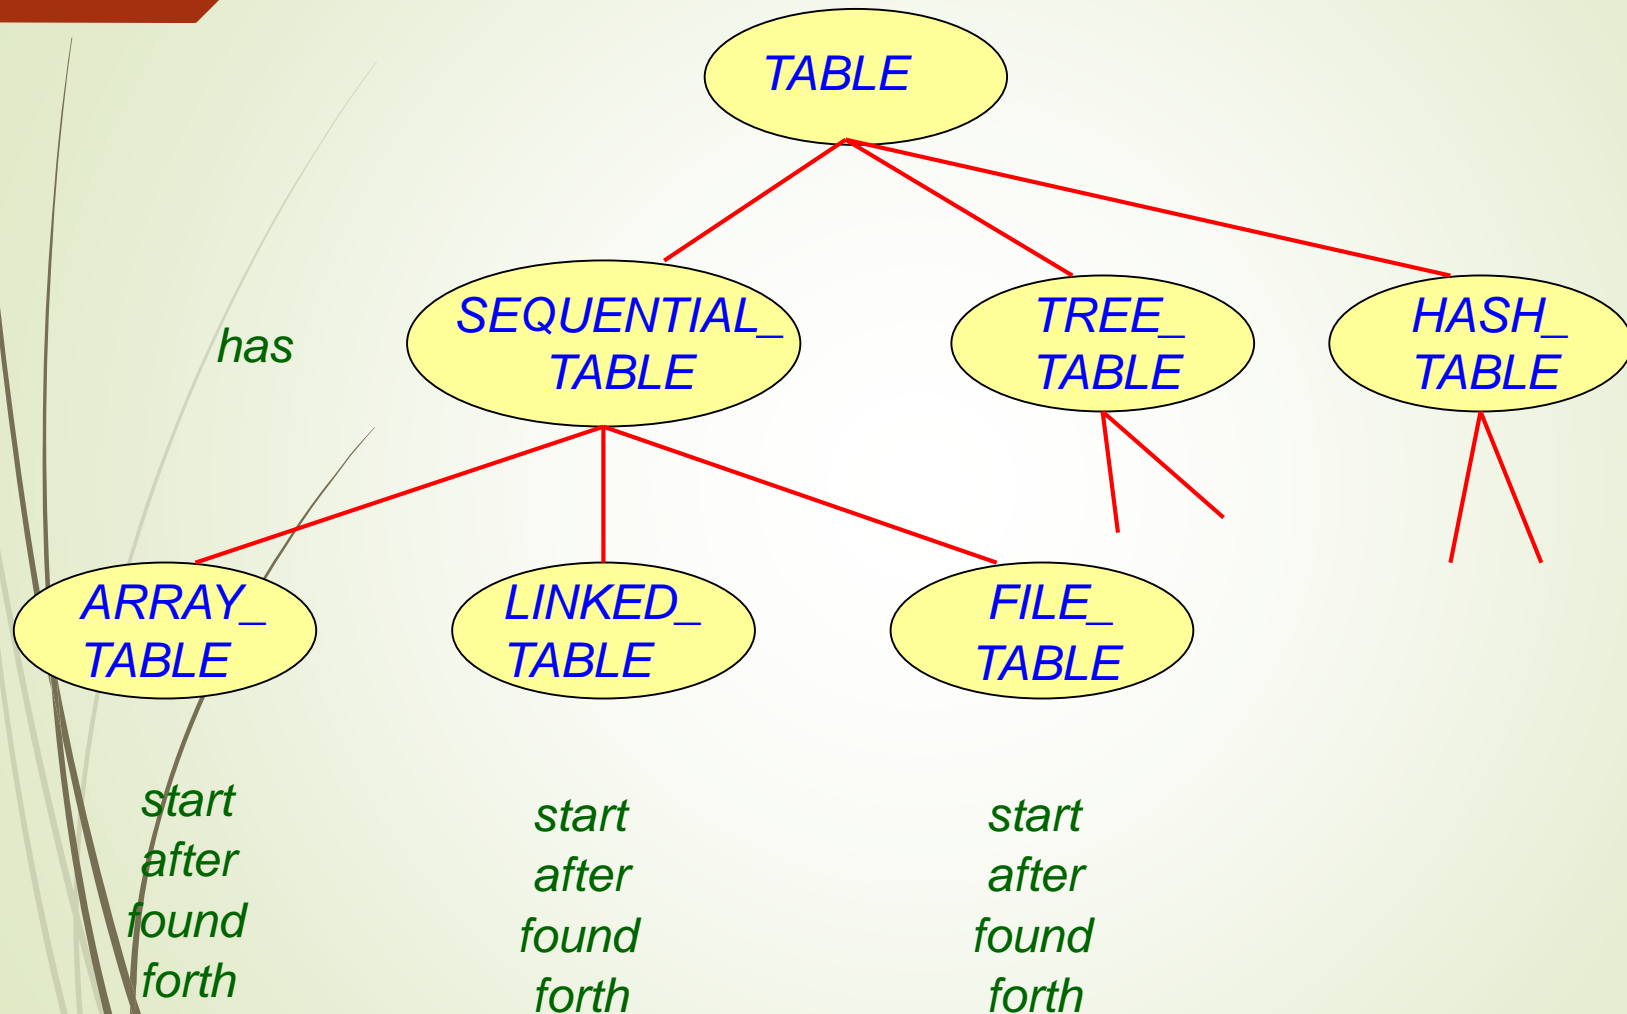 TABLE
SEQUENTIAL_
TABLE
TREE_
TABLE
HASH_
TABLE
has
ARRAY_
TABLE
LINKED_
TABLE
FILE_
TABLE
start
after
found
forth
start
after
found
forth
start
after
found
forth